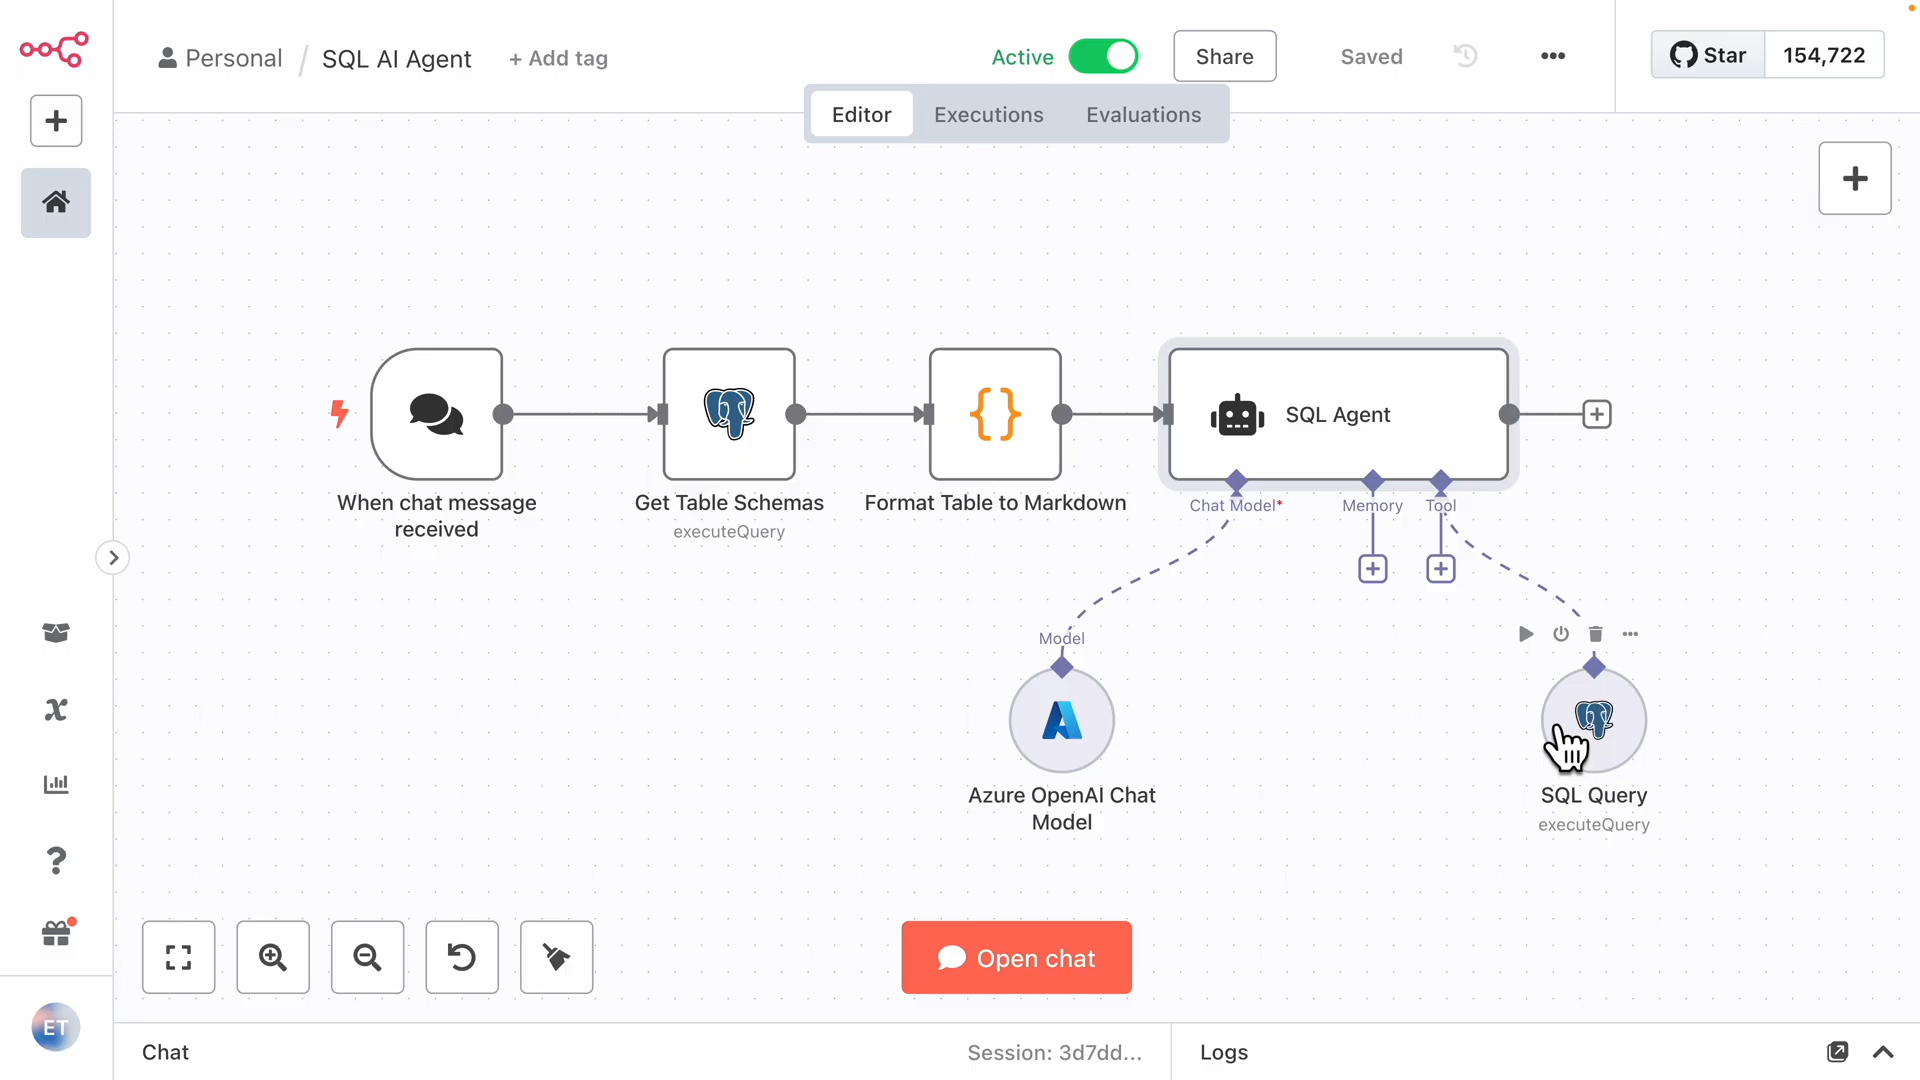 Personal / SQL AI Agent + Add tag Active Share Saved Star 154,722
Editor Executions Evaluations
SQL Agent
When chat message
received
Get Table Schemas
executeQuery
Format Table to Markdown
Chat Model*
Memory
Tool
Model
Azure OpenAI Chat
Model
SQL Query
executeQuery
Open chat
ET
Chat
Session: 3d7dd...
Logs